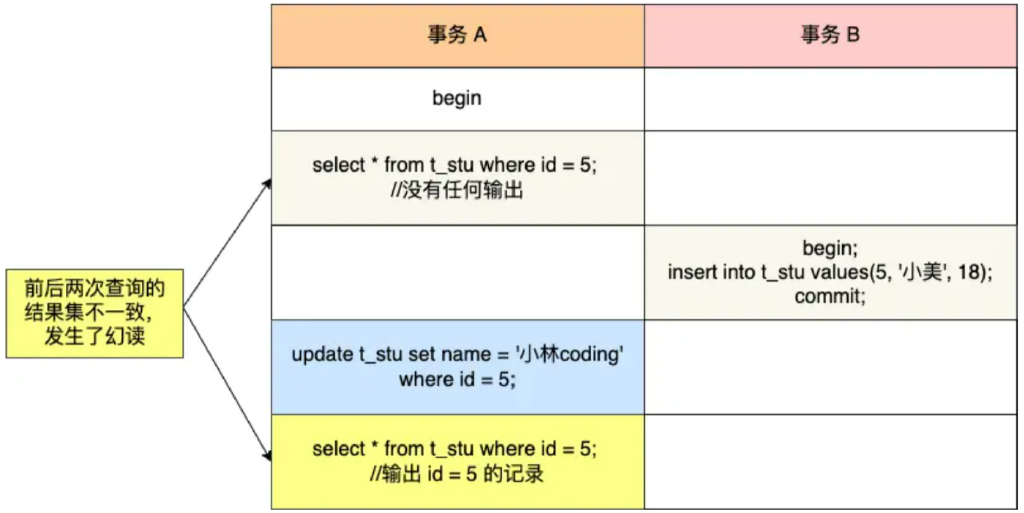 事务 A
事务 B
begin
select * from t_stu where id = 5;
//没有任何输出
begin;
insert into t_stu values(5, '小美', 18);
commit;
前后两次查询的
结果集不一致，
发生了幻读
update t_stu set name = '小林coding'
where id = 5;
select * from t_stu where id = 5;
//输出 id = 5 的记录